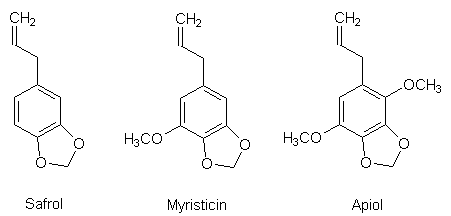 CH2 CH2 CH2
OCH3
H3CO H3CO
O O O
O O O
Safrol Myristicin Apiol